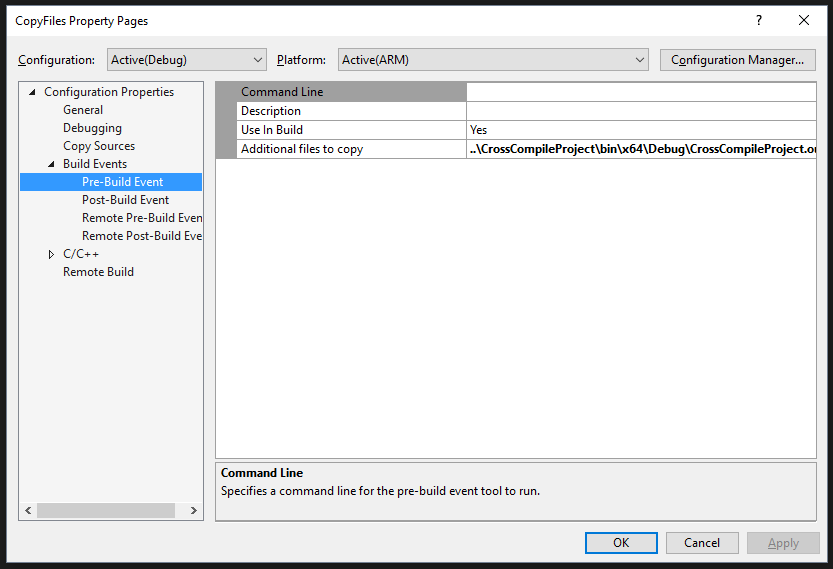 CopyFiles Property Pages
?
Configuration: Active(Debug) Platform: Active(ARM) Configuration Manager...
Configuration Properties
General
Debugging
Copy Sources
Build Events
Pre-Build Event
Post-Build Event
Remote Pre-Build Even
Remote Post-Build Eve
C/C++
Remote Build
Command Line
Description
Use In Build Yes
Additional files to copy ..\CrossCompileProject\bin\x64\Debug\CrossCompileProject.ou
Command Line
Specifies a command line for the pre-build event tool to run.
OK Cancel Apply